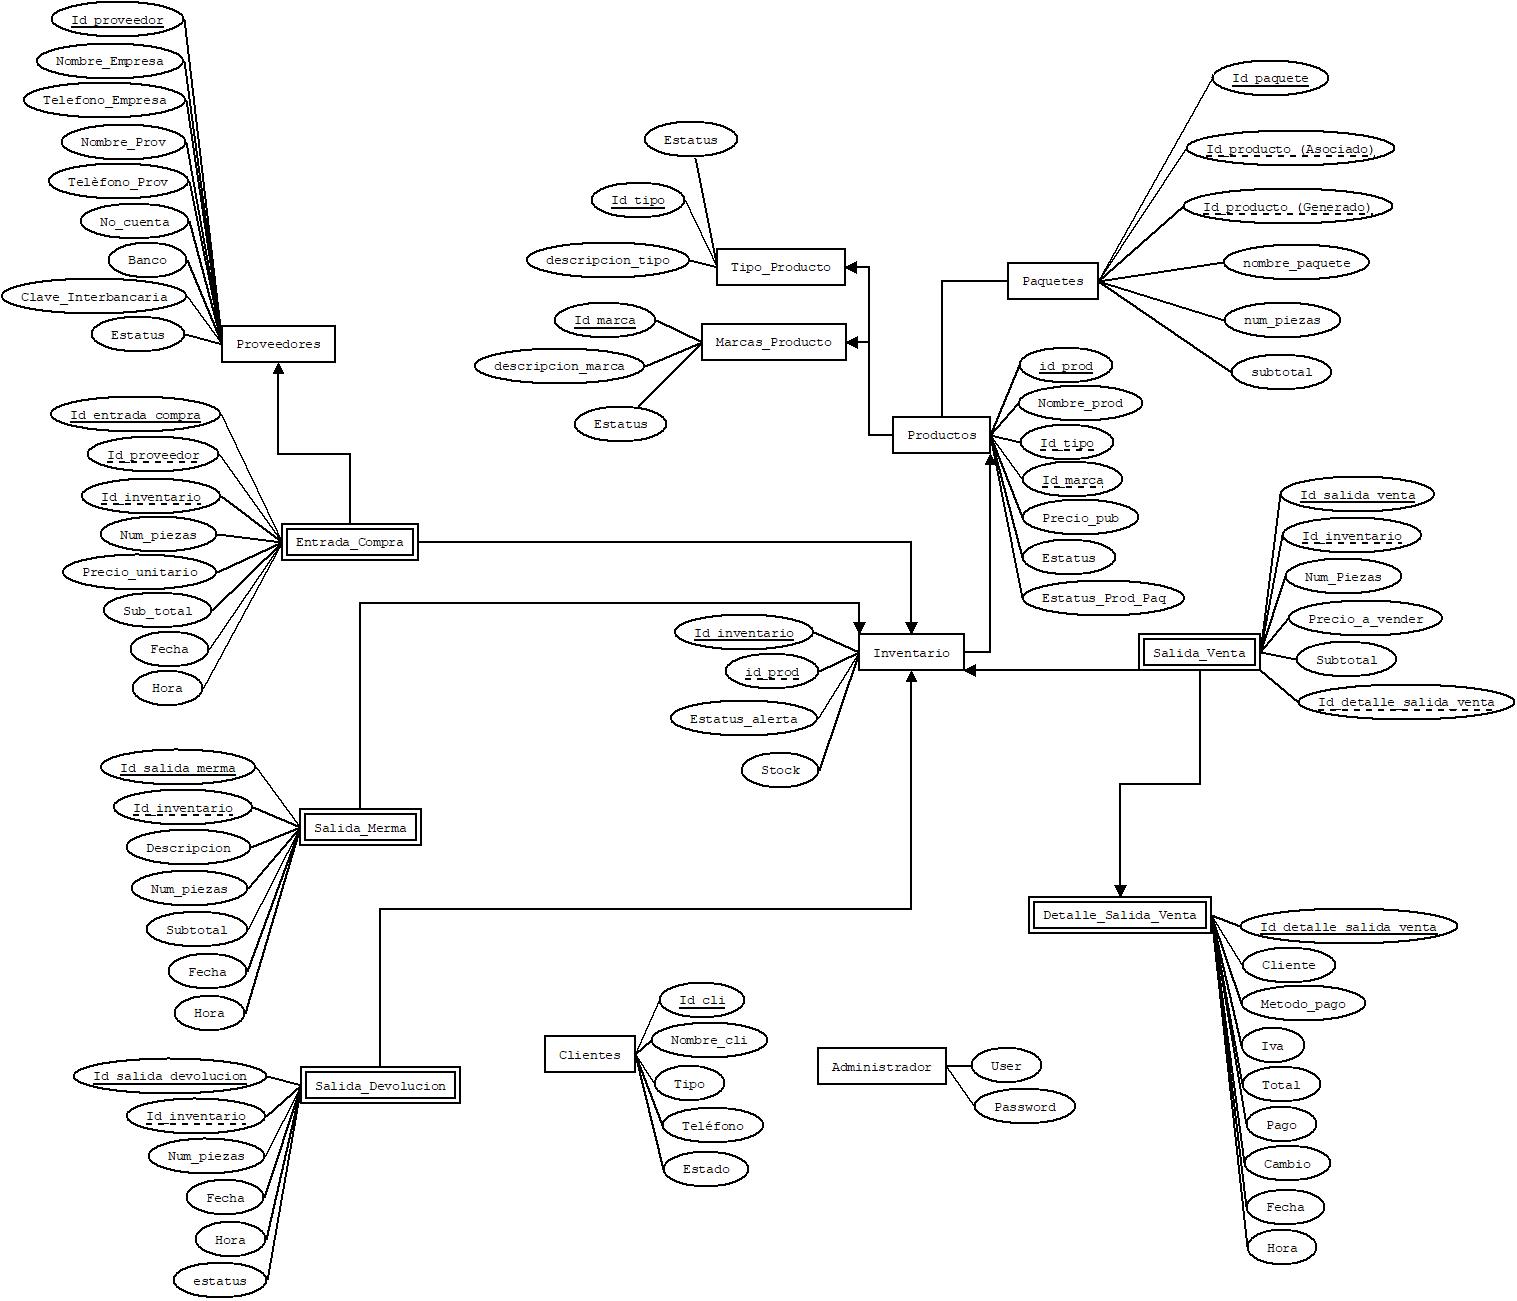 Id_proveedor
Nombre_Empresa
Telefono_Empresa
Nombre_Prov
Telèfono_Prov
No_cuenta
Banco
Clave_Interbancaria
Estatus
Proveedores
Estatus
Id_tipo
descripcion_tipo
Tipo_Producto
Id_marca
descripcion_marca
Estatus
Marcas_Producto
Id_paquete
Id_producto (Asociado)
Id_producto (Generado)
nombre_paquete
num_piezas
subtotal
Paquetes
Productos
id_prod
Nombre_prod
Id_tipo
Id_marca
Precio_pub
Estatus
Estatus_Prod_Paq
Id_entrada_compra
Id_proveedor
Id_inventario
Num_piezas
Precio_unitario
Sub_total
Fecha
Hora
Entrada_Compra
Id_inventario
id_prod
Estatus_alerta
Stock
Inventario
Salida_Venta
Id_salida_venta
Id_inventario
Num_Piezas
Precio_a_vender
Subtotal
Id_detalle_salida_venta
Id_salida_merma
Id_inventario
Descripcion
Num_piezas
Subtotal
Fecha
Hora
Salida_Merma
Detalle_Salida_Venta
Id_detalle_salida_venta
Cliente
Metodo_pago
Iva
Total
Pago
Cambio
Fecha
Hora
Id_salida_devolucion
Id_inventario
Num_piezas
Fecha
Hora
estatus
Salida_Devolucion
Clientes
Id_cli
Nombre_cli
Tipo
Teléfono
Estado
Administrador
User
Password